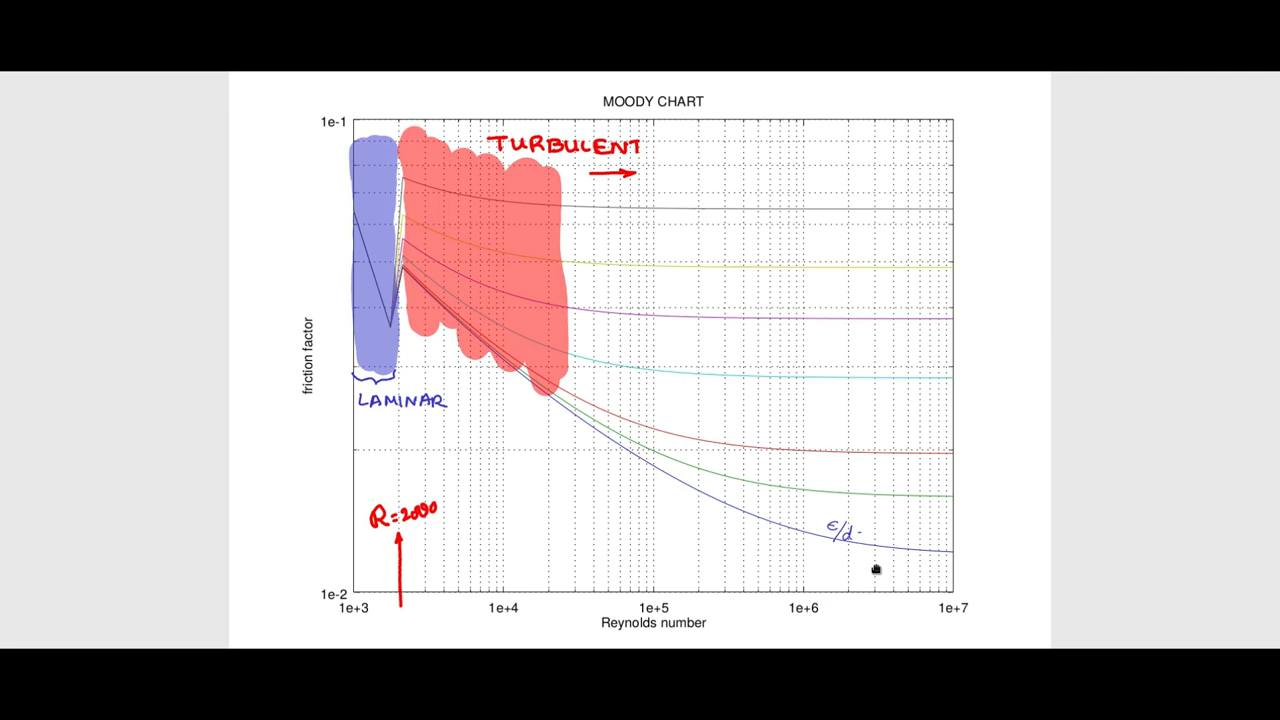 MOODY CHART
1e-1
TURBULENT
friction factor
LAMINAR
R=2000
ϵ/d-
1e-2
1e+3 1e+4 1e+5 1e+6 1e+7
Reynolds number